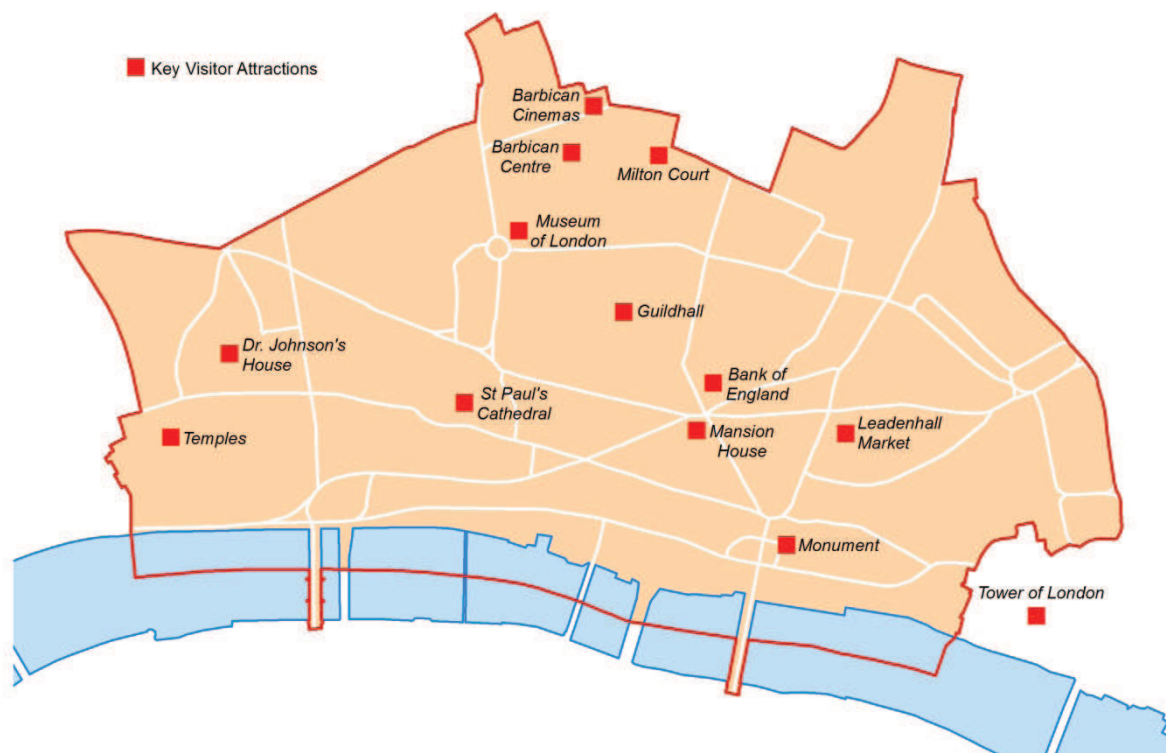 Key Visitor Attractions
Barbican
Cinemas
Barbican
Centre
Milton Court
Museum
of London
Guildhall
Dr. Johnson's
House
Bank of
England
St Paul's
Cathedral
Temples
Mansion
House
Leadenhall
Market
Monument
Tower of London